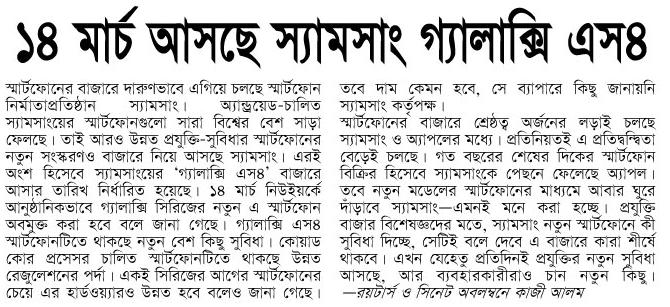 ১৪ মার্চ আসছে স্যামসাং গ্যালাক্সি এস৪
স্মার্টফোনের বাজারে দারুণভাবে এগিয়ে চলছে স্মার্টফোন
নির্মাতাপ্রতিষ্ঠান স্যামসাং। অ্যান্ড্রয়েড-চালিত
স্যামসাংয়ের স্মার্টফোনগুলো সারা বিশ্বের বেশ সাড়া
ফেলছে। তাই আরও উন্নত প্রযুক্তি-সুবিধার স্মার্টফোনের
নতুন সংস্করণও বাজারে নিয়ে আসছে স্যামসাং। এরই
অংশ হিসেবে স্যামসাংয়ের ‘গ্যালাক্সি এস৪’ বাজারে
আসার তারিখ নির্ধারিত হয়েছে। ১৪ মার্চ নিউইয়র্কে
আনুষ্ঠানিকভাবে গ্যালাক্সি সিরিজের নতুন এ স্মার্টফোন
অবমুক্ত করা হবে বলে জানা গেছে। গ্যালাক্সি এস৪
স্মার্টফোনটিতে থাকছে নতুন বেশ কিছু সুবিধা। কোয়াড
কোর প্রসেসর চালিত স্মার্টফোনটিতে থাকছে উন্নত
রেজুলেশনের পর্দা। একই সিরিজের আগের স্মার্টফোনের
চেয়ে এর হার্ডওয়্যারও উন্নত হবে বলেও জানা গেছে।
তবে দাম কেমন হবে, সে ব্যাপারে কিছু জানায়নি
স্যামসাং কর্তৃপক্ষ।
স্মার্টফোনের বাজারে শ্রেষ্ঠত্ব অর্জনের লড়াই চলছে
স্যামসাং ও অ্যাপলের মধ্যে। প্রতিনিয়তই এ প্রতিদ্বন্দ্বিতা
বেড়েই চলছে। গত বছরের শেষের দিকের স্মার্টফোন
বিক্রির হিসেবে স্যামসাংকে পেছনে ফেলেছে অ্যাপল।
তবে নতুন মডেলের স্মার্টফোনের মাধ্যমে আবার ঘুরে
দাঁড়াবে স্যামসাং—এমনই মনে করা হচ্ছে। প্রযুক্তি
বাজার বিশেষজ্ঞদের মতে, স্যামসাং নতুন স্মার্টফোনে কী
সুবিধা দিচ্ছে, সেটিই বলে দেবে এ বাজারে কারা শীর্ষে
থাকবে। এখন যেহেতু প্রতিদিনই প্রযুক্তির নতুন সুবিধা
আসছে, আর ব্যবহারকারীরাও চান নতুন কিছু।
—রয়টার্স ও সিনেট অবলম্বনে কাজী আলম